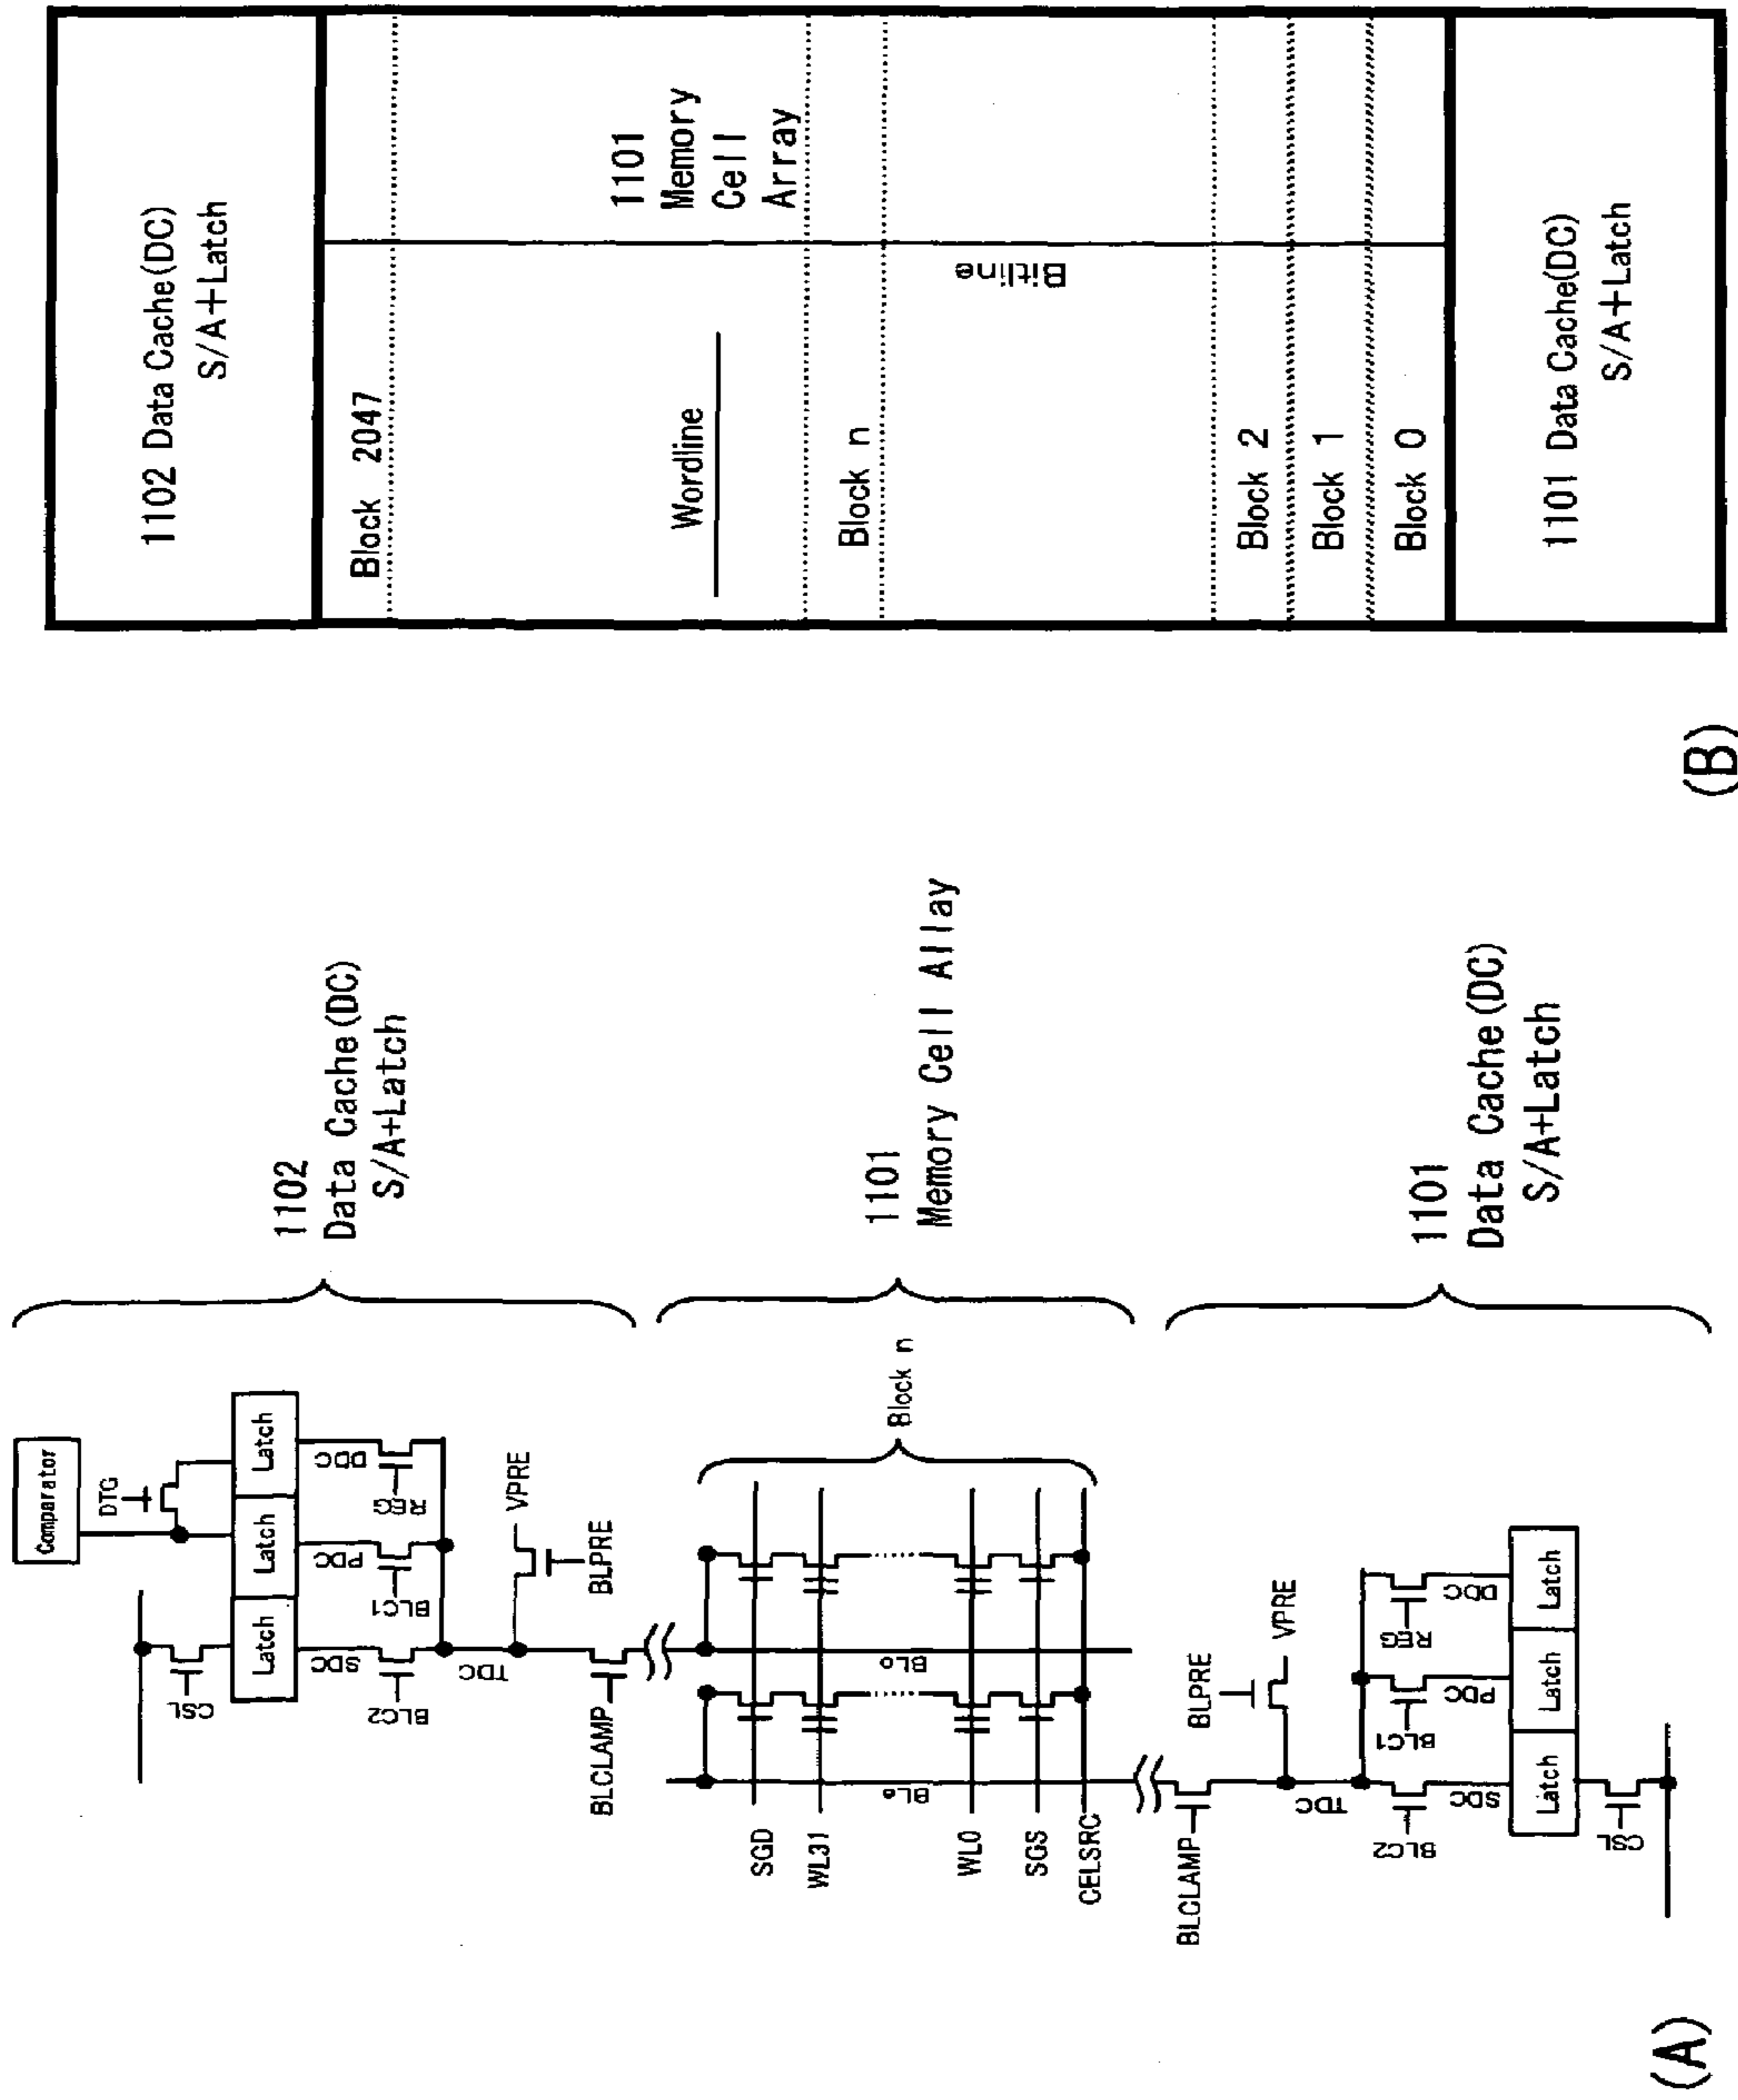 Comparator
DTG
CSL
Latch
Latch
Latch
SDC
PDC
DDC
BLC2
BLC1
REG
TDC
VPRE
BLPRE
BLCLAMP
1102
Data Cache(DC)
S/A+Latch
SGD
WL31
WL0
SGS
CELSRC
BLe
BLo
Block n
1101
Memory Cell Allay
BLCLAMP
BLPRE
VPRE
TDC
BLC2
BLC1
REG
SDC
PDC
DDC
Latch
Latch
Latch
CSL
1101
Data Cache(DC)
S/A+Latch
(A)
1102 Data Cache(DC)
S/A+Latch
Block 2047
Wordline
1101
Memory
Cell
Array
Block n
Bitline
Block 2
Block 1
Block 0
1101 Data Cache(DC)
S/A+Latch
(B)